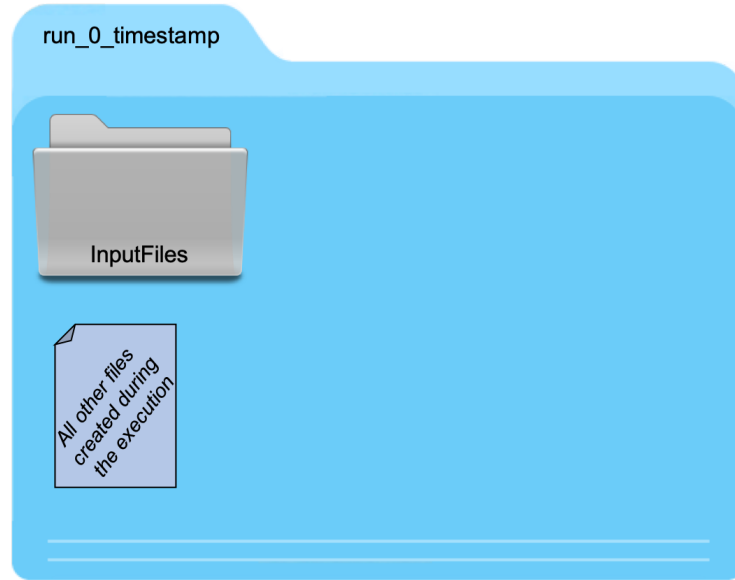 run_0_timestamp
InputFiles
All other files
created during
the execution